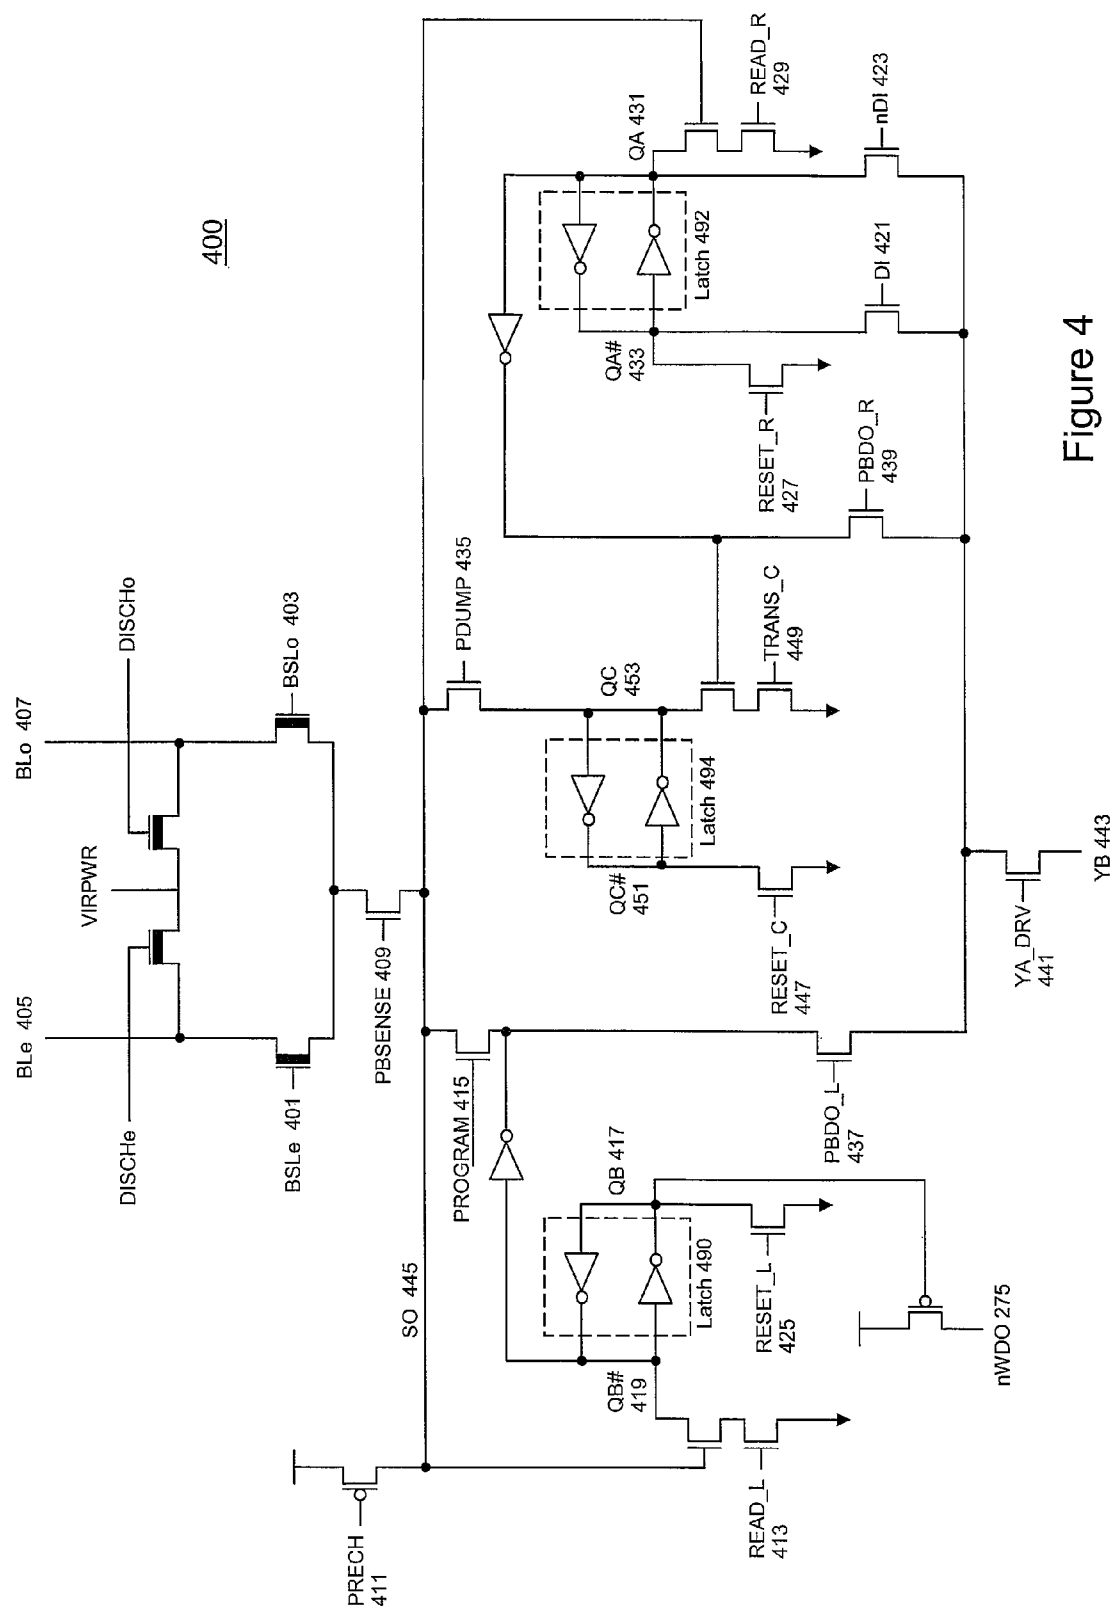 400
BLe 405
BLo 407
VIRPWR
DISCHe
DISCHo
BSLe 401
BSLo 403
PBSENSE 409
PRECH
411
SO 445
PROGRAM 415
PDUMP 435
QB#
419
QB 417
Latch 490
READ_L
413
RESET_L
425
nWDO 275
PBDO_L
437
QC#
451
QC
453
Latch 494
RESET_C
447
TRANS_C
449
QA#
433
QA 431
Latch 492
RESET_R
427
READ_R
429
PBDO_R
439
DI 421
nDI 423
YA_DRV
441
YB 443
Figure 4